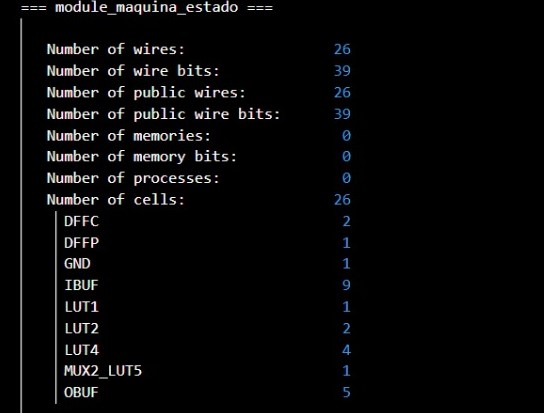 === module_maquina_estado ===
Number of wires: 26
Number of wire bits: 39
Number of public wires: 26
Number of public wire bits: 39
Number of memories: 0
Number of memory bits: 0
Number of processes: 0
Number of cells: 26
DFFC 2
DFFP 1
GND 1
IBUF 9
LUT1 1
LUT2 2
LUT4 4
MUX2_LUT5 1
OBUF 5